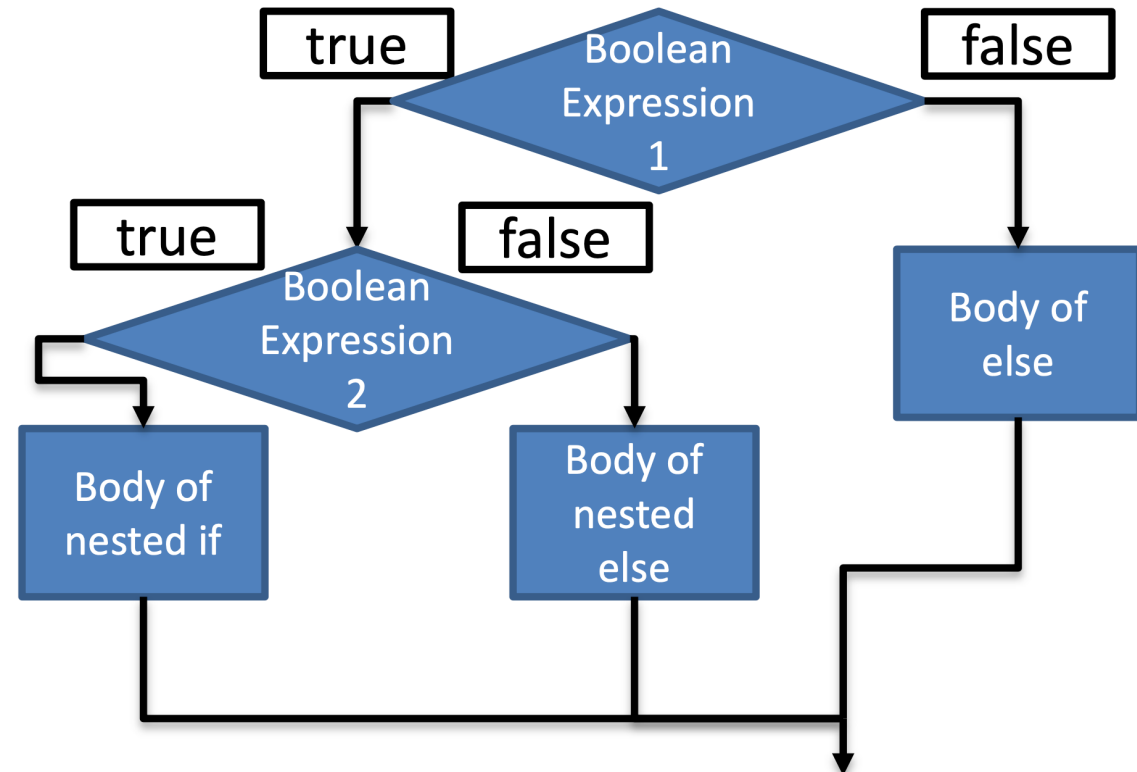 true
Boolean
Expression
1
false
true
false
Boolean
Expression
2
Body of
else
Body of
nested if
Body of
nested
else